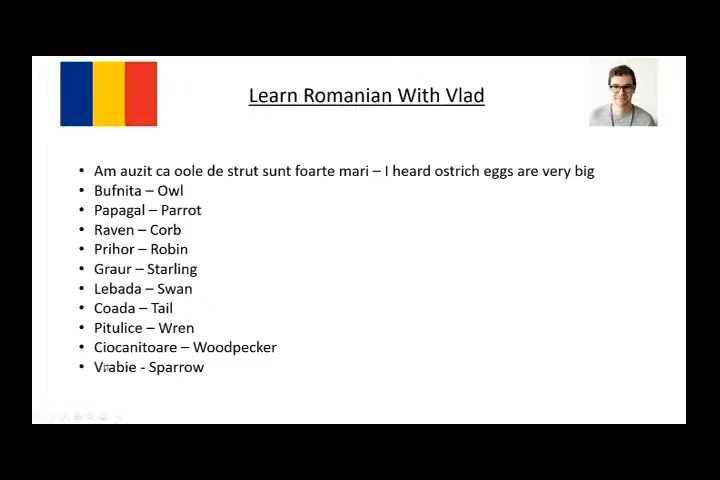 Learn Romanian With Vlad
Am auzit ca oole de strut sunt foarte mari – I heard ostrich eggs are very big
Bufnita – Owl
Papagal – Parrot
Raven – Corb
Prihor – Robin
Graur – Starling
Lebada – Swan
Coada – Tail
Pitulice – Wren
Ciocanitoare – Woodpecker
Vrabie - Sparrow